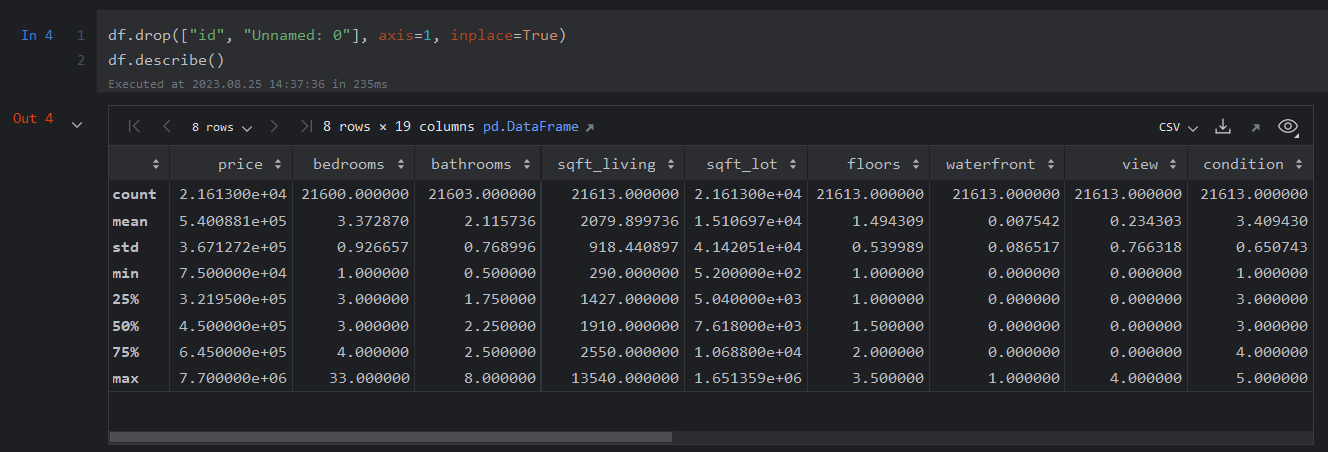 In 4 1 df.drop(["id", "Unnamed: 0"], axis=1, inplace=True)
2 df.describe()
Executed at 2023.08.25 14:37:36 in 235ms
Out 4 8 rows 8 rows × 19 columns pd.DataFrame CSV
price bedrooms bathrooms sqft_living sqft_lot floors waterfront view condition
count 2.161300e+04 21600.000000 21603.000000 21613.000000 2.161300e+04 21613.000000 21613.000000 21613.000000 21613.000000
mean 5.400881e+05 3.372870 2.115736 2079.899736 1.510697e+04 1.494309 0.007542 0.234303 3.409430
std 3.671272e+05 0.926657 0.768996 918.440897 4.142051e+04 0.539989 0.086517 0.766318 0.650743
min 7.500000e+04 1.000000 0.500000 290.000000 5.200000e+02 1.000000 0.000000 0.000000 1.000000
25% 3.219500e+05 3.000000 1.750000 1427.000000 5.040000e+03 1.000000 0.000000 0.000000 3.000000
50% 4.500000e+05 3.000000 2.250000 1910.000000 7.618000e+03 1.500000 0.000000 0.000000 3.000000
75% 6.450000e+05 4.000000 2.500000 2550.000000 1.068800e+04 2.000000 0.000000 0.000000 4.000000
max 7.700000e+06 33.000000 8.000000 13540.000000 1.651359e+06 3.500000 1.000000 4.000000 5.000000